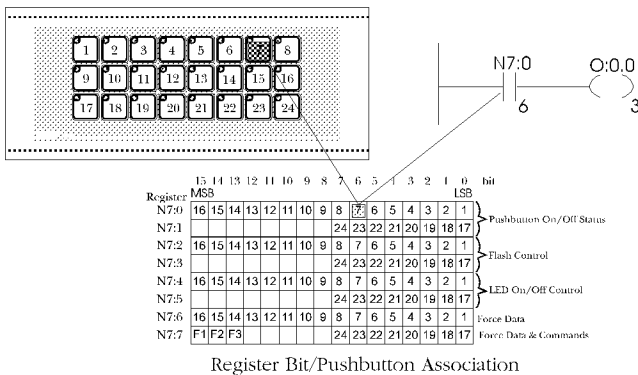 1 2 3 4 5 6 7 8
9 10 11 12 13 14 15 16
17 18 19 20 21 22 23 24
N7:0 O:0.0
6 3
15 14 13 12 11 10 9 8 7 6 5 4 3 2 1 0 bit
Register MSB LSB
N7:0 16 15 14 13 12 11 10 9 8 7 6 5 4 3 2 1
Pushbutton On/Off Status
N7:1 24 23 22 21 20 19 18 17
N7:2 16 15 14 13 12 11 10 9 8 7 6 5 4 3 2 1
Flash Control
N7:3 24 23 22 21 20 19 18 17
N7:4 16 15 14 13 12 11 10 9 8 7 6 5 4 3 2 1
LED On/Off Control
N7:5 24 23 22 21 20 19 18 17
N7:6 16 15 14 13 12 11 10 9 8 7 6 5 4 3 2 1 Force Data
N7:7 F1 F2 F3 24 23 22 21 20 19 18 17 Force Data & Commands
Register Bit/Pushbutton Association